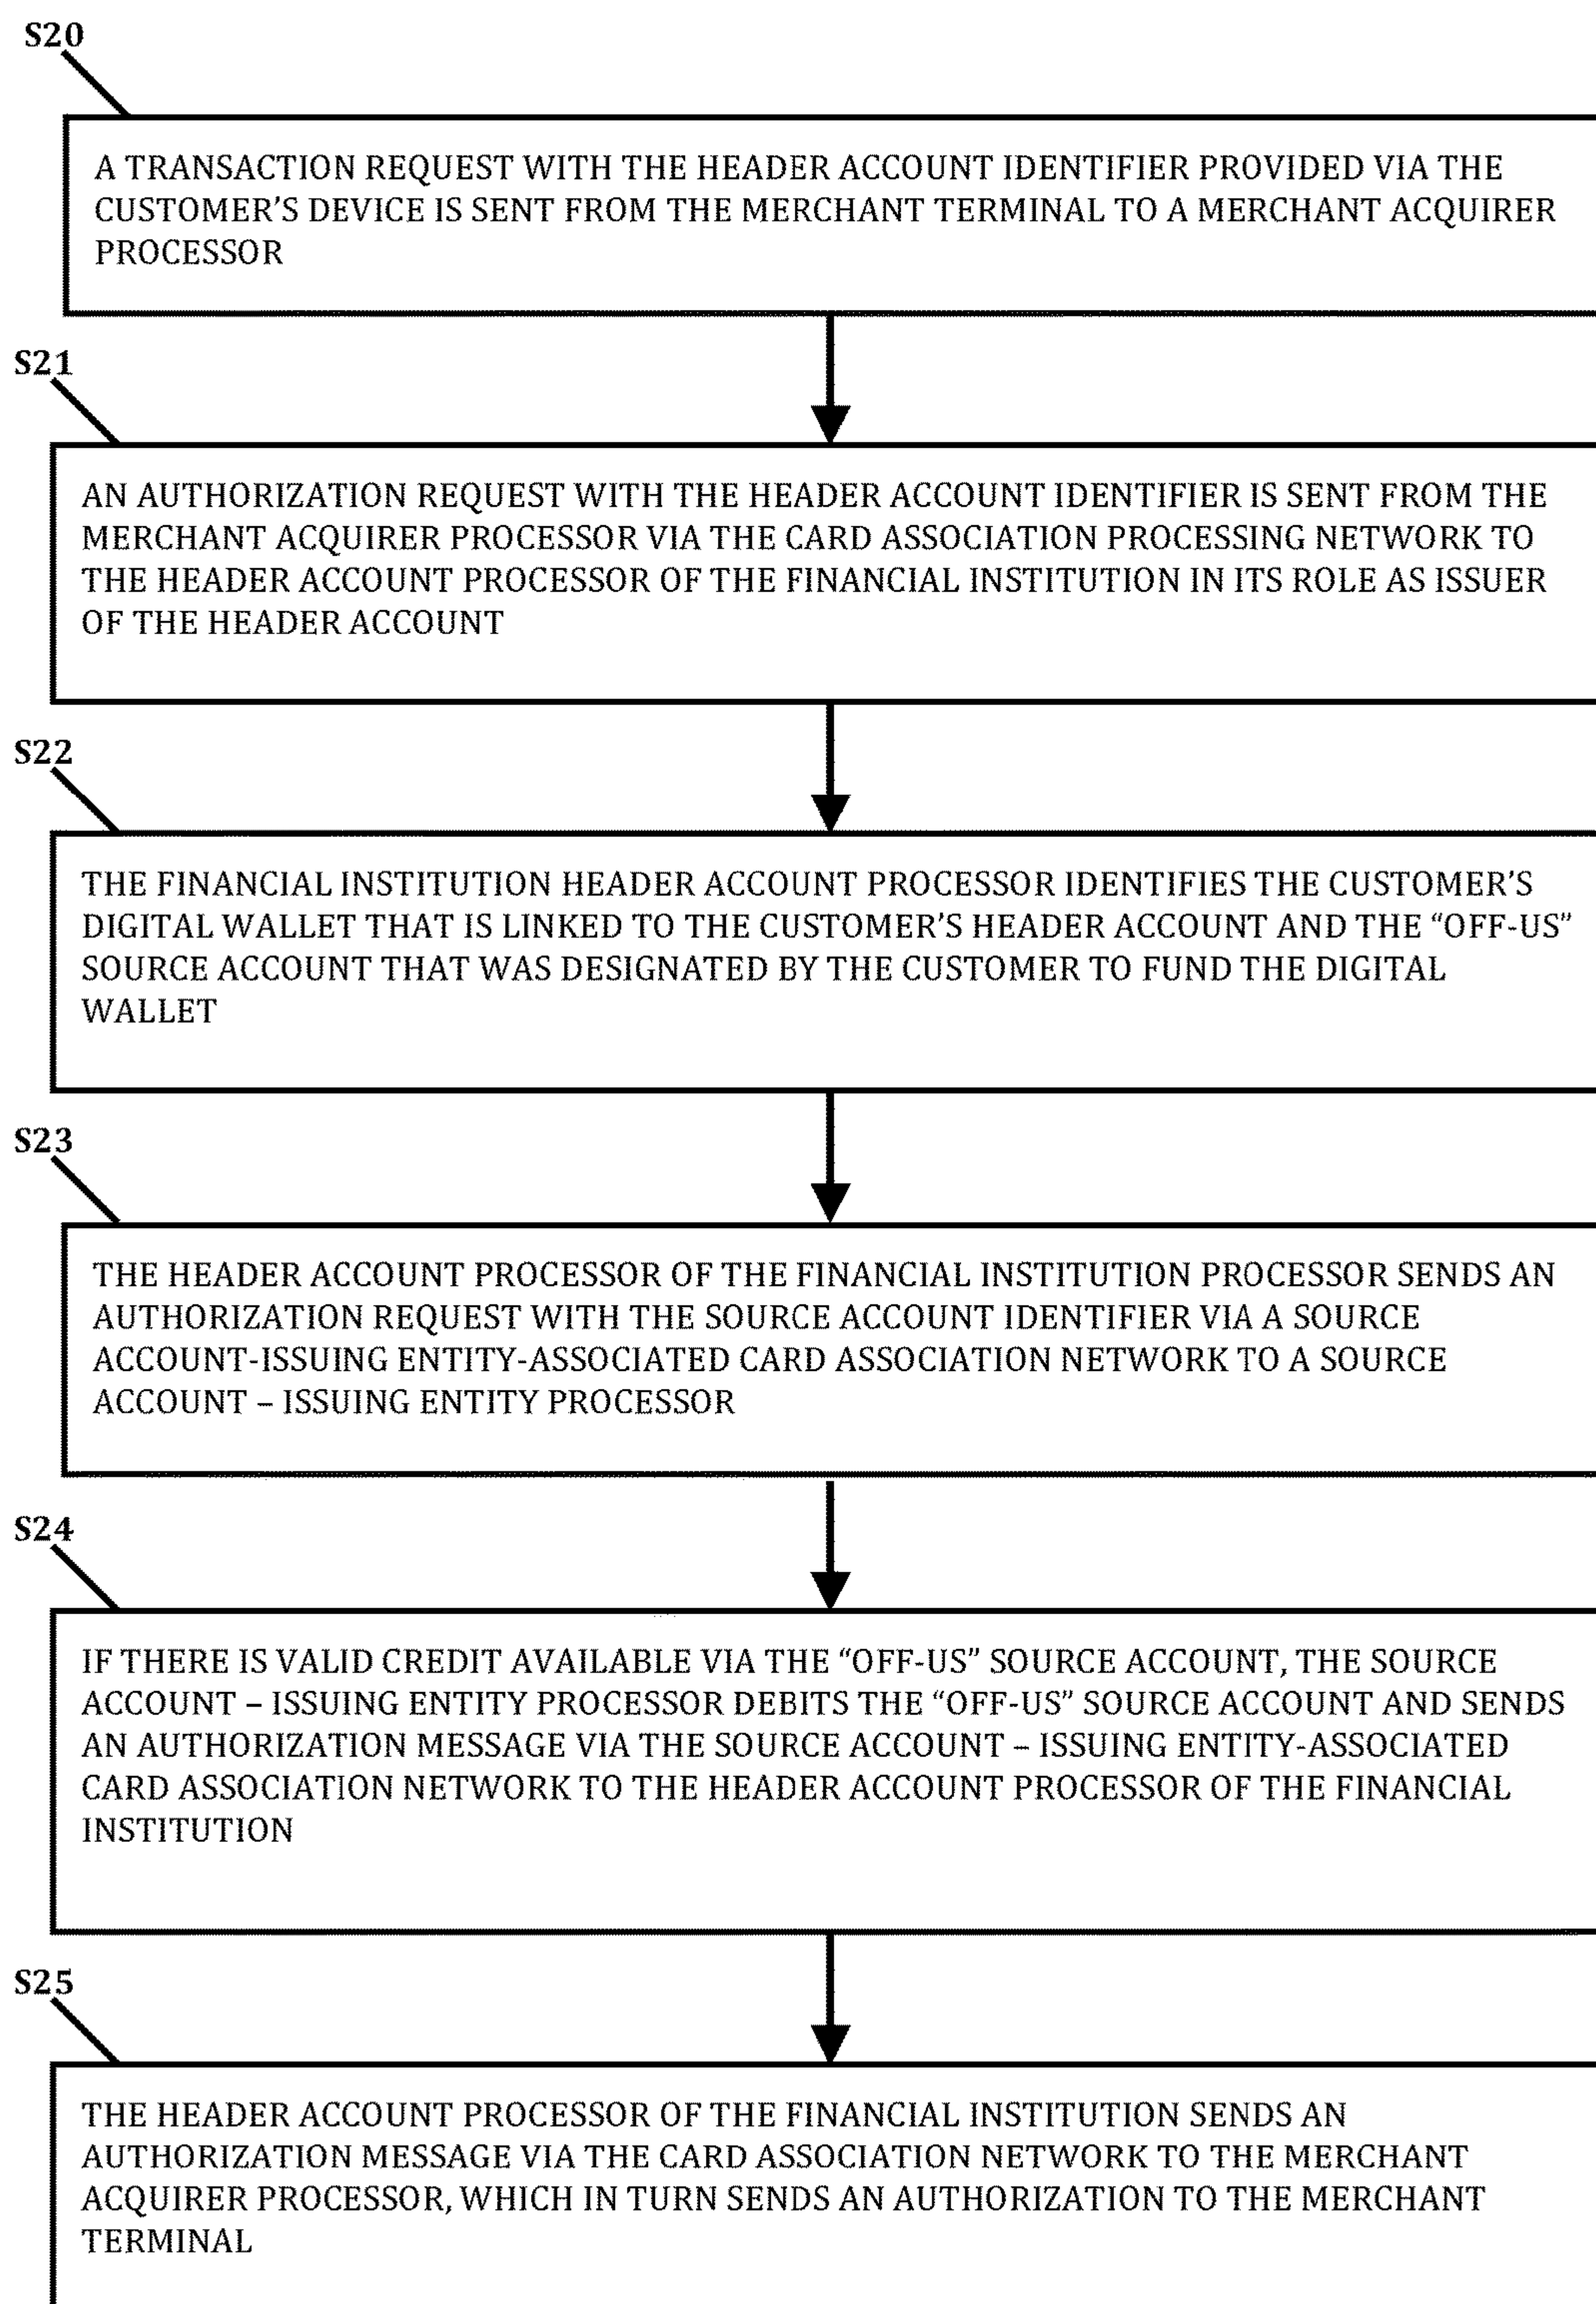 S20
A TRANSACTION REQUEST WITH THE HEADER ACCOUNT IDENTIFIER PROVIDED VIA THE
CUSTOMER’S DEVICE IS SENT FROM THE MERCHANT TERMINAL TO A MERCHANT ACQUIRER
PROCESSOR
S21
AN AUTHORIZATION REQUEST WITH THE HEADER ACCOUNT IDENTIFIER IS SENT FROM THE
MERCHANT ACQUIRER PROCESSOR VIA THE CARD ASSOCIATION PROCESSING NETWORK TO
THE HEADER ACCOUNT PROCESSOR OF THE FINANCIAL INSTITUTION IN ITS ROLE AS ISSUER
OF THE HEADER ACCOUNT
S22
THE FINANCIAL INSTITUTION HEADER ACCOUNT PROCESSOR IDENTIFIES THE CUSTOMER’S
DIGITAL WALLET THAT IS LINKED TO THE CUSTOMER’S HEADER ACCOUNT AND THE “OFF-US”
SOURCE ACCOUNT THAT WAS DESIGNATED BY THE CUSTOMER TO FUND THE DIGITAL
WALLET
S23
THE HEADER ACCOUNT PROCESSOR OF THE FINANCIAL INSTITUTION PROCESSOR SENDS AN
AUTHORIZATION REQUEST WITH THE SOURCE ACCOUNT IDENTIFIER VIA A SOURCE
ACCOUNT-ISSUING ENTITY-ASSOCIATED CARD ASSOCIATION NETWORK TO A SOURCE
ACCOUNT – ISSUING ENTITY PROCESSOR
S24
IF THERE IS VALID CREDIT AVAILABLE VIA THE “OFF-US” SOURCE ACCOUNT, THE SOURCE
ACCOUNT – ISSUING ENTITY PROCESSOR DEBITS THE “OFF-US” SOURCE ACCOUNT AND SENDS
AN AUTHORIZATION MESSAGE VIA THE SOURCE ACCOUNT – ISSUING ENTITY-ASSOCIATED
CARD ASSOCIATION NETWORK TO THE HEADER ACCOUNT PROCESSOR OF THE FINANCIAL
INSTITUTION
S25
THE HEADER ACCOUNT PROCESSOR OF THE FINANCIAL INSTITUTION SENDS AN
AUTHORIZATION MESSAGE VIA THE CARD ASSOCIATION NETWORK TO THE MERCHANT
ACQUIRER PROCESSOR, WHICH IN TURN SENDS AN AUTHORIZATION TO THE MERCHANT
TERMINAL